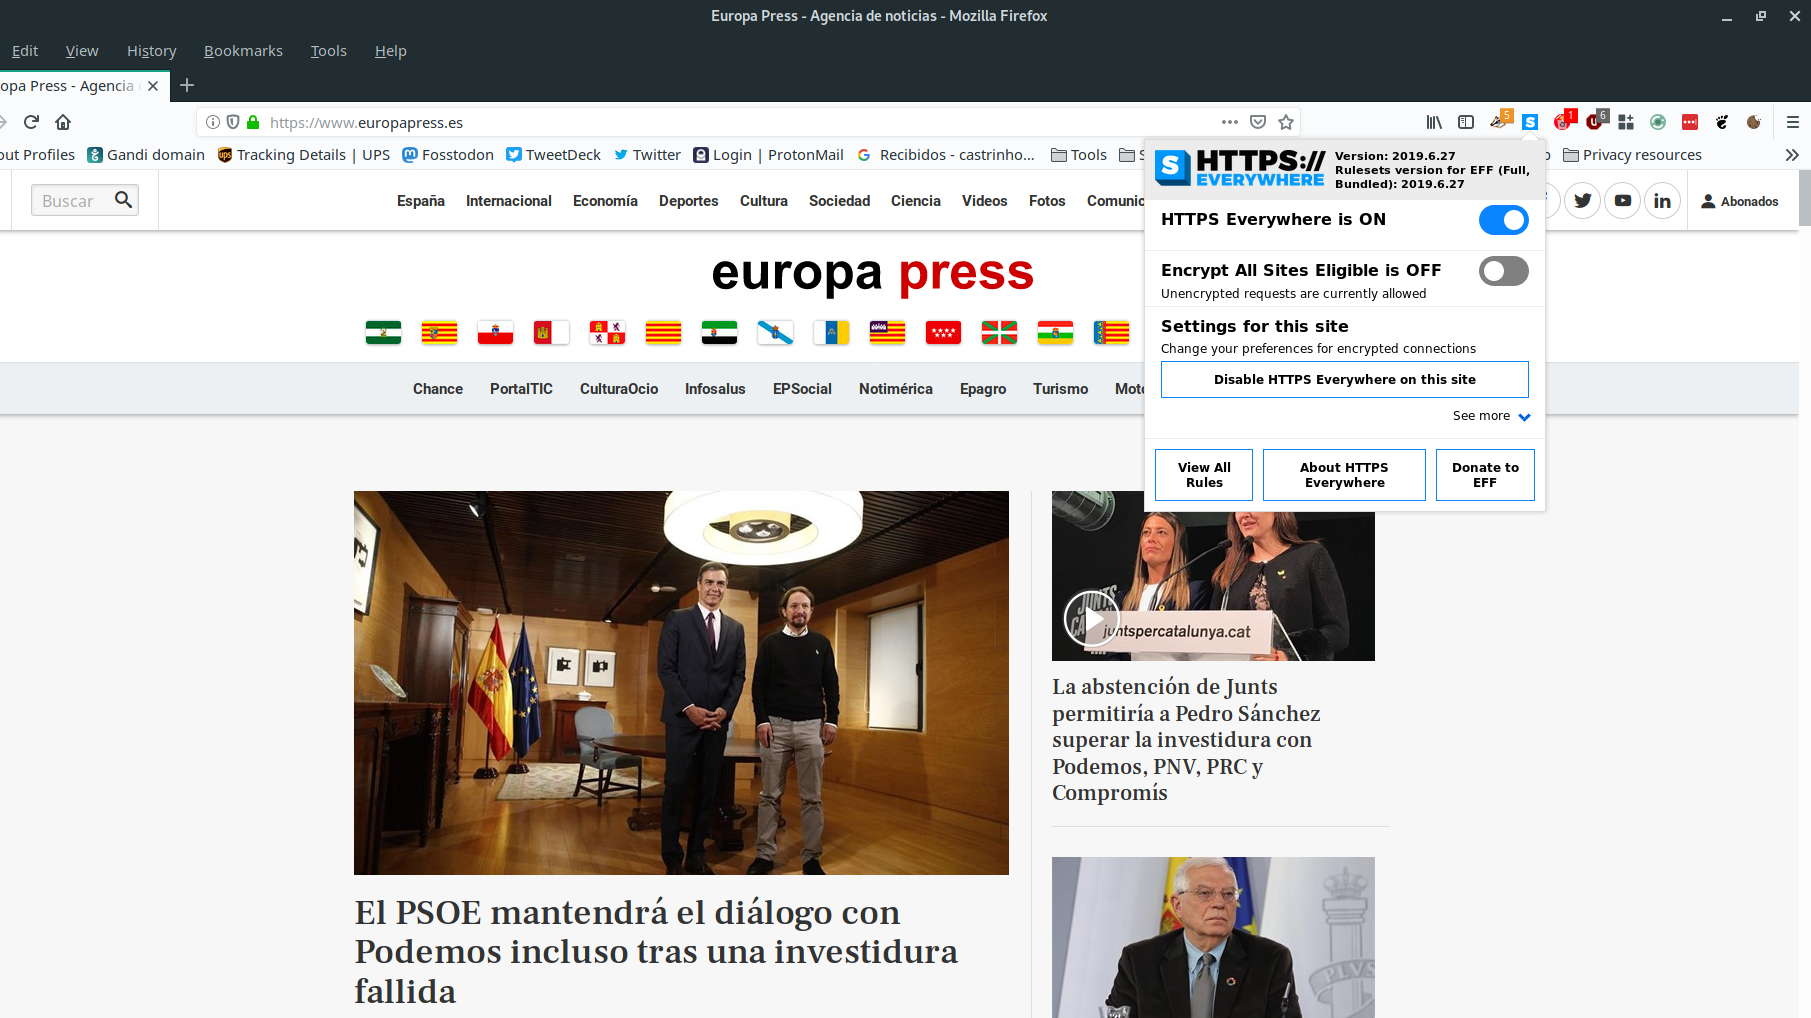 Europa Press - Agencia de noticias - Mozilla Firefox
Edit View History Bookmarks Tools Help
opa Press - Agencia
https://www.europapress.es
5 1 6
out Profiles Gandi domain Tracking Details | UPS Fosstodon TweetDeck Twitter Login | ProtonMail Recibidos - castrinho... Tools Privacy resources
Buscar
España Internacional Economía Deportes Cultura Sociedad Ciencia Videos Fotos Comunic
Abonados
europa press
Chance PortalTIC CulturaOcio Infosalus EPSocial Notimérica Epagro Turismo Moto
HTTPS://
EVERYWHERE
Version: 2019.6.27
Rulesets version for EFF (Full,
Bundled): 2019.6.27
HTTPS Everywhere is ON
Encrypt All Sites Eligible is OFF
Unencrypted requests are currently allowed
Settings for this site
Change your preferences for encrypted connections
Disable HTTPS Everywhere on this site
See more
View All
Rules
About HTTPS
Everywhere
Donate to
EFF
El PSOE mantendrá el diálogo con
Podemos incluso tras una investidura
fallida
JUNTS
juntspercatalunya.cat
La abstención de Junts
permitiría a Pedro Sánchez
superar la investidura con
Podemos, PNV, PRC y
Compromís
PLVS